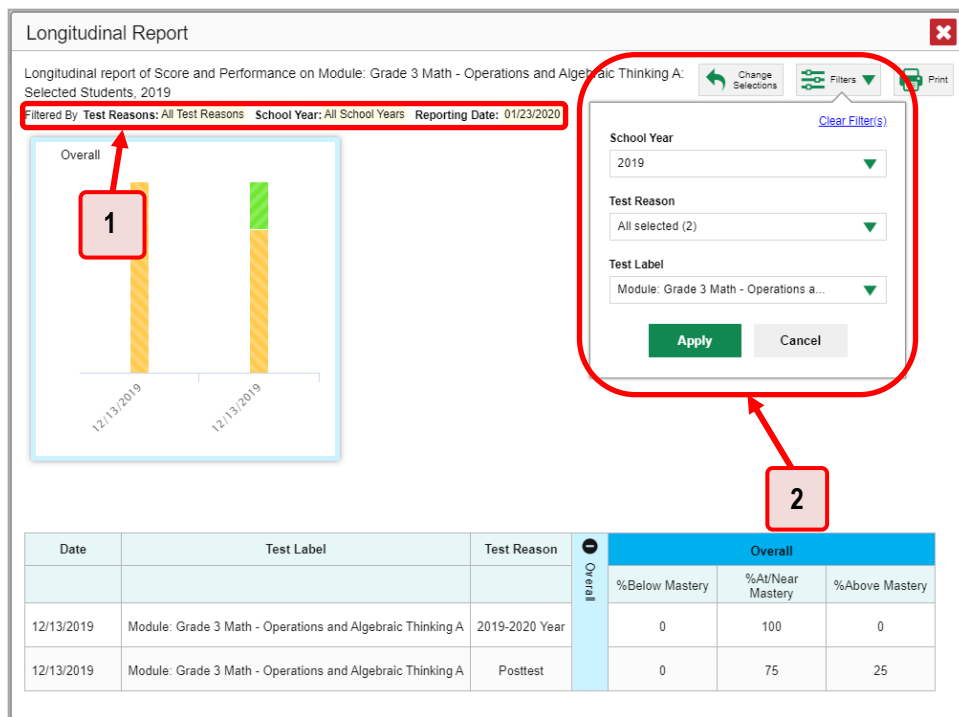 Longitudinal Report
Longitudinal report of Score and Performance on Module: Grade 3 Math - Operations and Algebraic Thinking A:
Selected Students, 2019
Change
Selections
Filters
Print
Filtered By Test Reasons: All Test Reasons School Year: All School Years Reporting Date: 01/23/2020
Clear Filter(s)
School Year
2019
Test Reason
All selected (2)
Test Label
Module: Grade 3 Math - Operations a...
Apply Cancel
Overall
1
12/13/2019 12/13/2019
2
Date Test Label Test Reason Overall Overall
%Below Mastery %At/Near Mastery %Above Mastery
12/13/2019 Module: Grade 3 Math - Operations and Algebraic Thinking A 2019-2020 Year 0 100 0
12/13/2019 Module: Grade 3 Math - Operations and Algebraic Thinking A Posttest 0 75 25